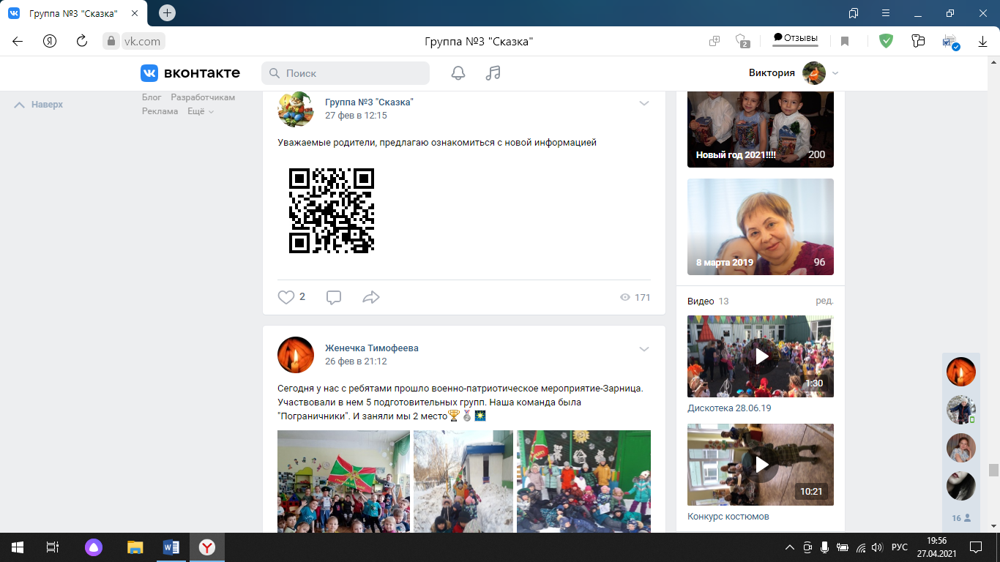 Группа №3 "Сказка"
vk.com
Группа №3 "Сказка"
2
Отзывы
вконтакте
Поиск
Виктория
Наверх
Блог Разработчикам
Реклама Ещё
Группа №3 "Сказка"
27 фев в 12:15
Уважаемые родители, предлагаю ознакомиться с новой информацией
2
171
Женечка Тимофеева
26 фев в 21:12
Сегодня у нас с ребятами прошло военно-патриотическое мероприятие-Зарница.
Участвовали в нем 5 подготовительных групп. Наша команда была
"Пограничники". И заняли мы 2 место🏆🥈🎆
Новый год 2021!!!! 200
8 марта 2019 96
Видео 13 ред.
1:30
Дискотека 28.06.19
10:21
Конкурс костюмов
16
РУС
19:56
27.04.2021